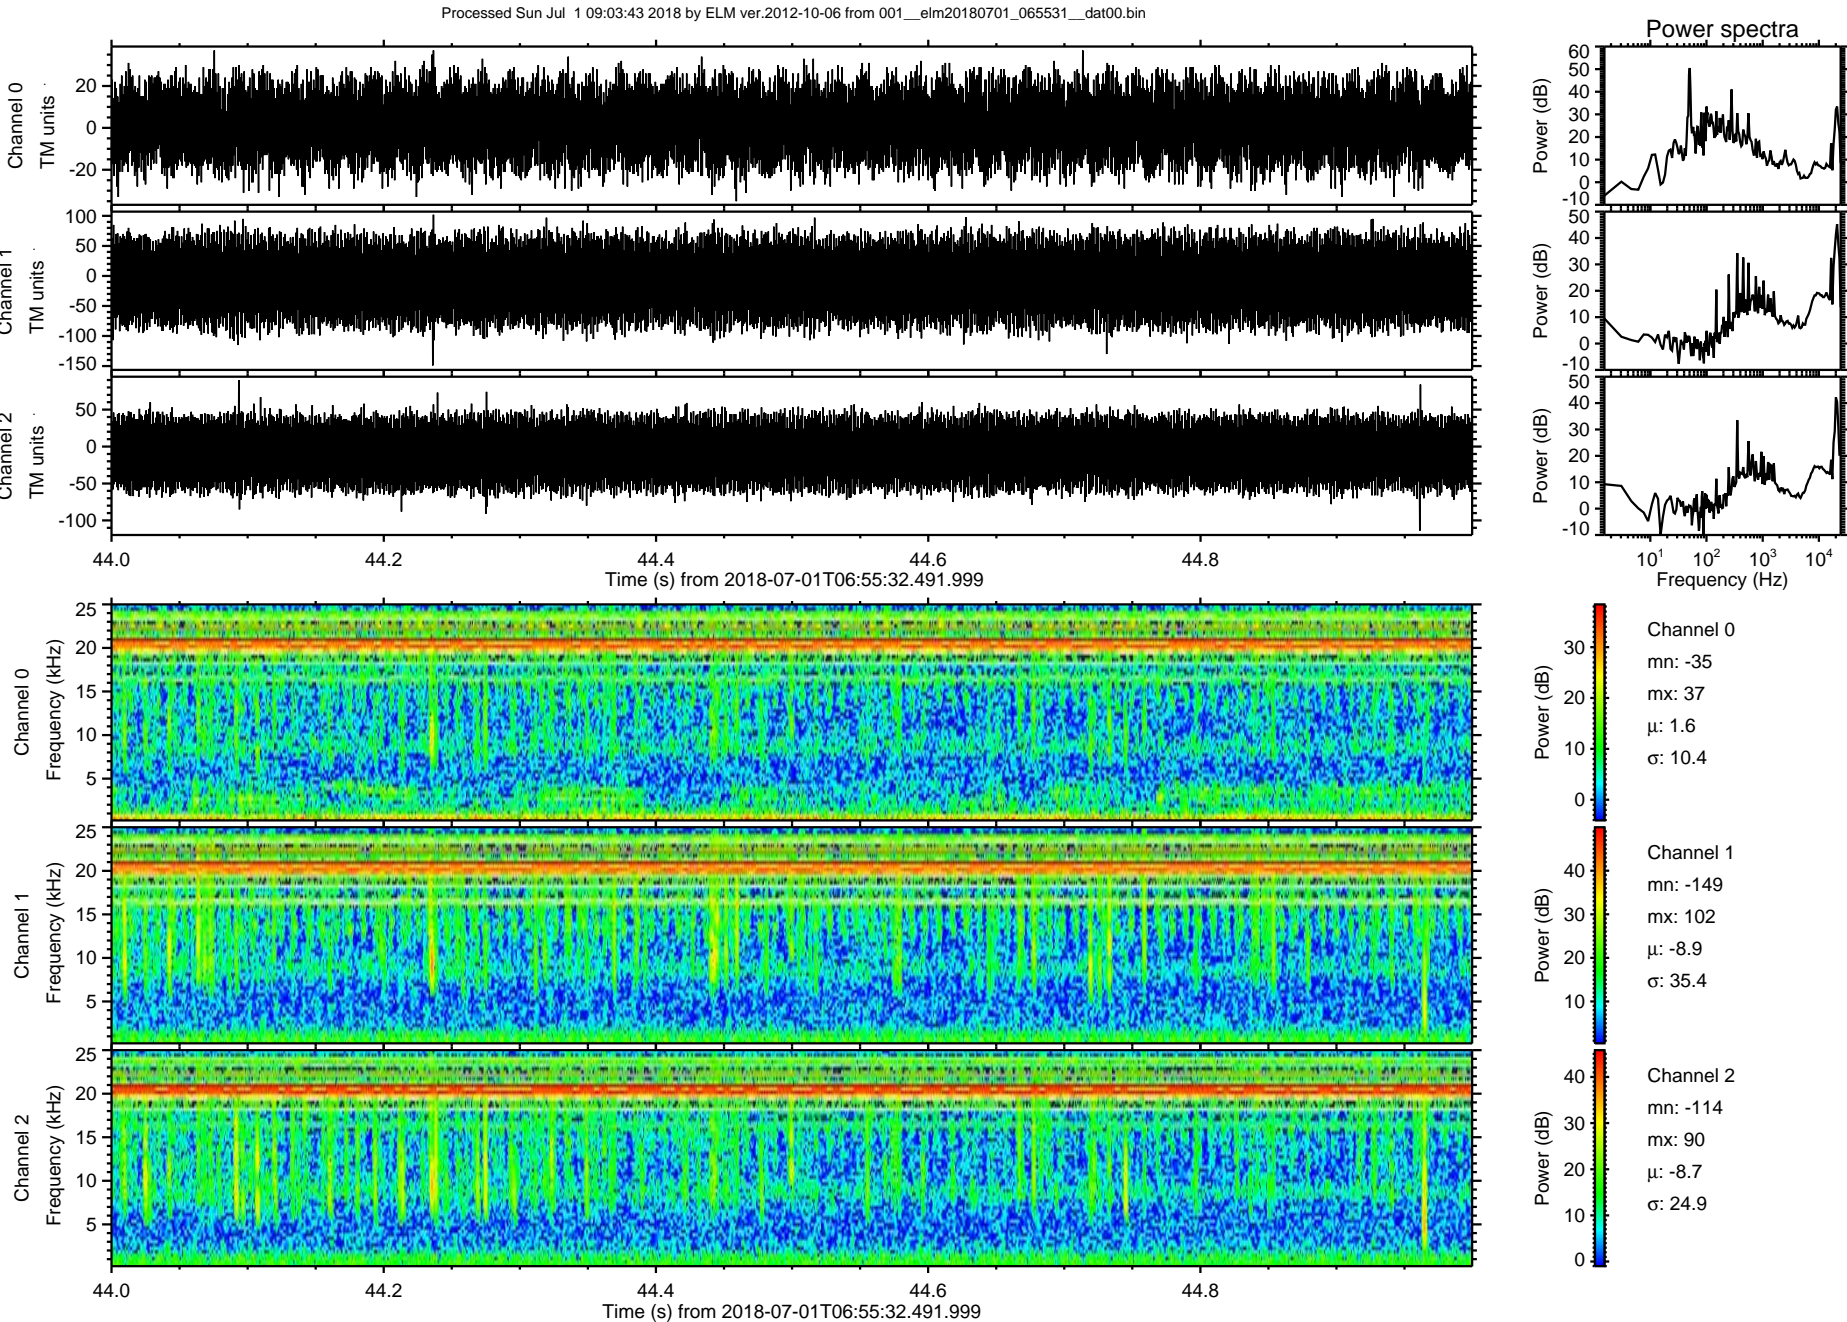 Processed Sun Jul 1 09:03:43 2018 by ELM ver.2012-10-06 from 001__elm20180701_065531__dat00.bin
Power spectra
Channel 0
TM units
20
0
-20
Power (dB)
60
50
40
30
20
10
0
-10
Channel 1
TM units
100
50
0
-50
-100
-150
Power (dB)
50
40
30
20
10
0
-10
Channel 2
TM units
50
0
-50
-100
Power (dB)
50
40
30
20
10
0
-10
44.0 44.2 44.4 44.6 44.8
Time (s) from 2018-07-01T06:55:32.491.999
10^1 10^2 10^3 10^4
Frequency (Hz)
Channel 0
Frequency (kHz)
25
20
15
10
5
Power (dB)
30
20
10
0
Channel 0
mn: -35
mx: 37
μ: 1.6
σ: 10.4
Channel 1
Frequency (kHz)
25
20
15
10
5
Power (dB)
40
30
20
10
Channel 1
mn: -149
mx: 102
μ: -8.9
σ: 35.4
Channel 2
Frequency (kHz)
25
20
15
10
5
Power (dB)
40
30
20
10
0
Channel 2
mn: -114
mx: 90
μ: -8.7
σ: 24.9
44.0 44.2 44.4 44.6 44.8
Time (s) from 2018-07-01T06:55:32.491.999